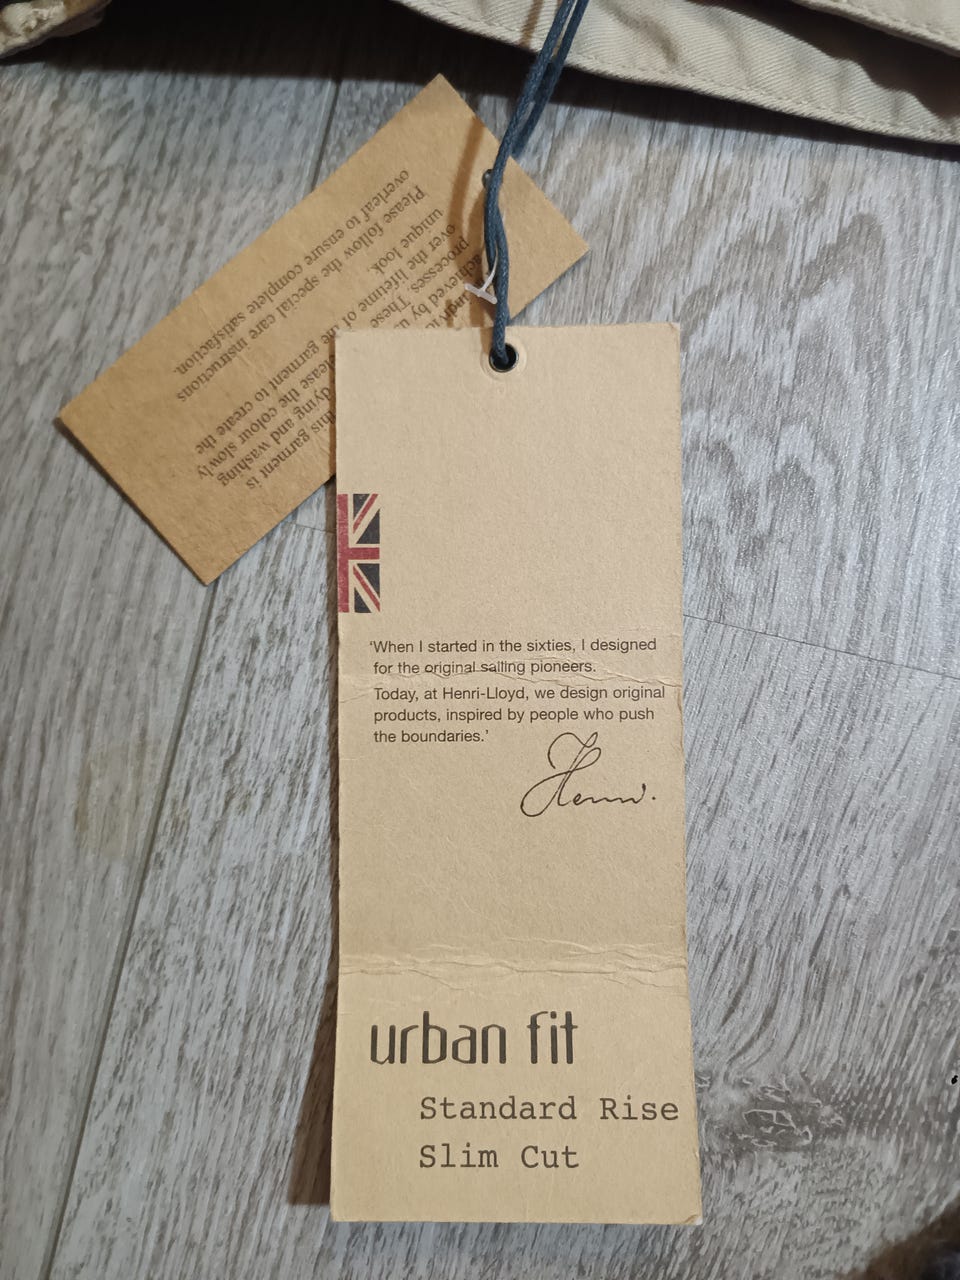 'When I started in the sixties, I designed
for the original sailing pioneers.
Today, at Henri-Lloyd, we design original
products, inspired by people who push
the boundaries.'
Henri.
urban fit
Standard Rise
Slim Cut
this garment is
achieved by dying and washing
processes. These release the colour slowly
over the lifetime of the garment to create the
unique look.
Please follow the special care instructions
overleaf to ensure complete satisfaction.